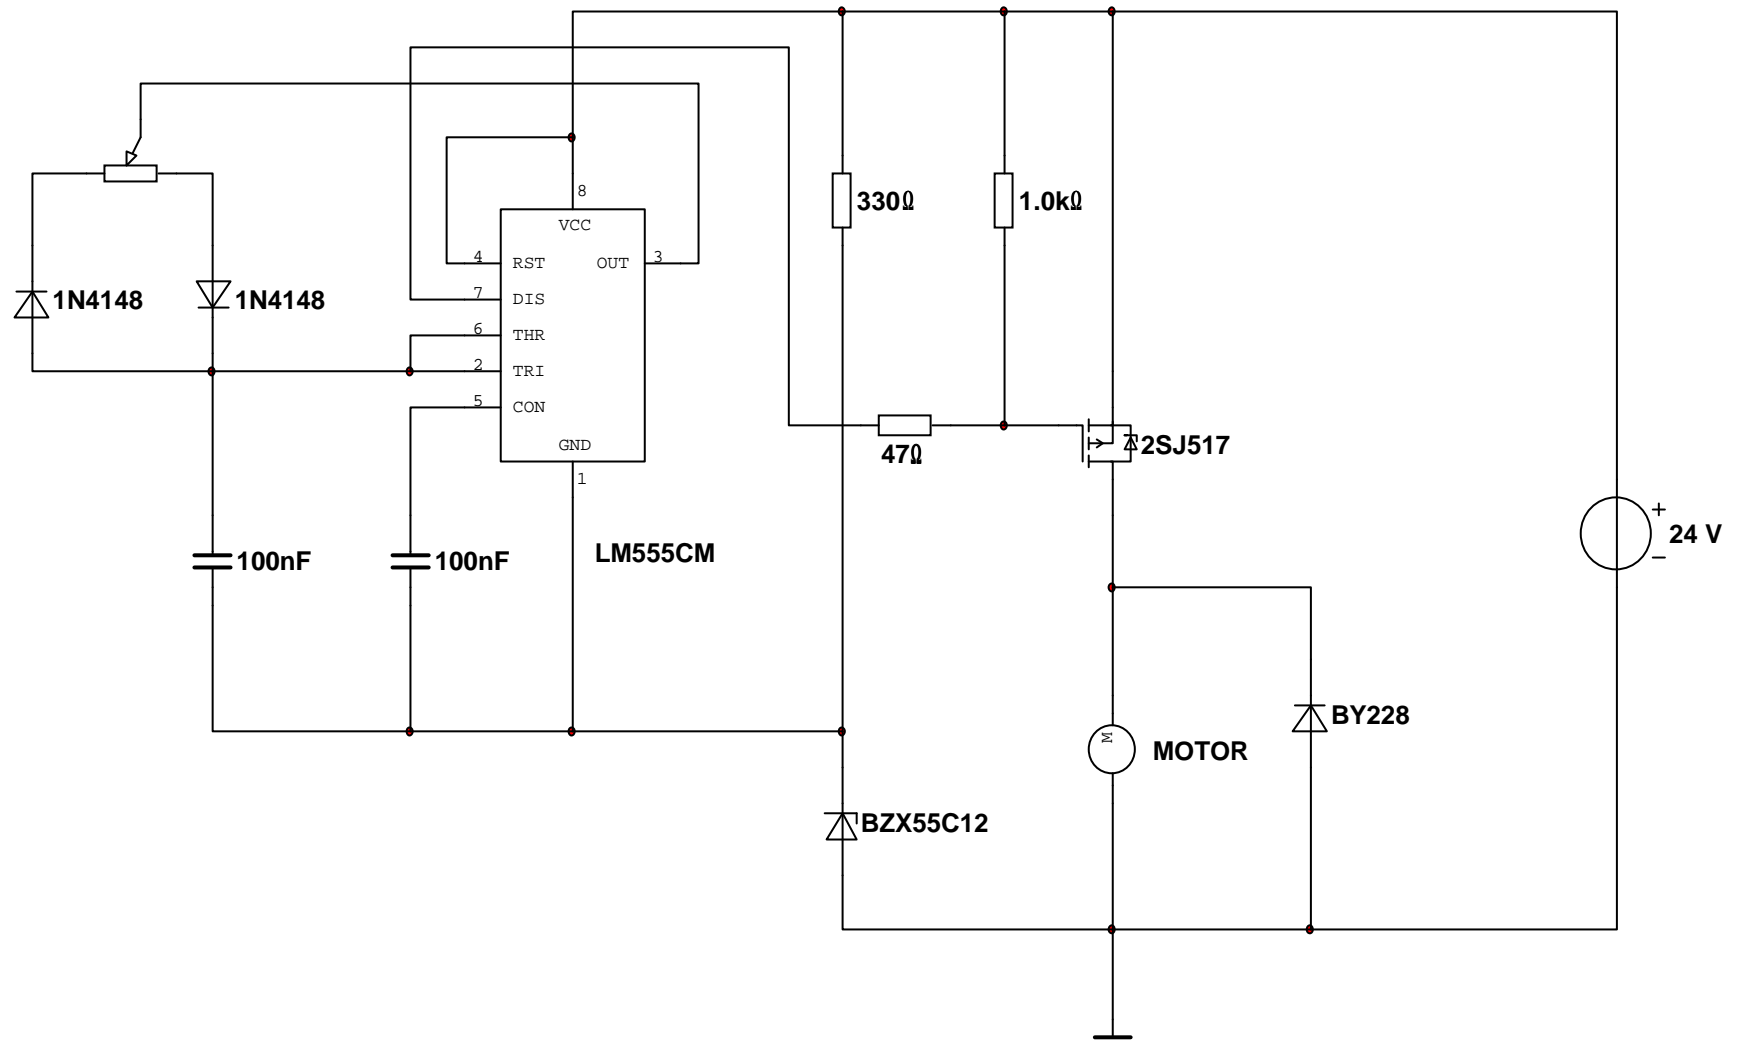 8
VCC
330Ω
1.0kΩ
4 RST OUT 3
1N4148
1N4148
7 DIS
6 THR
2 TRI
5 CON
GND
47Ω
2SJ517
1
+
24 V
−
100nF
100nF
LM555CM
BY228
M
MOTOR
BZX55C12